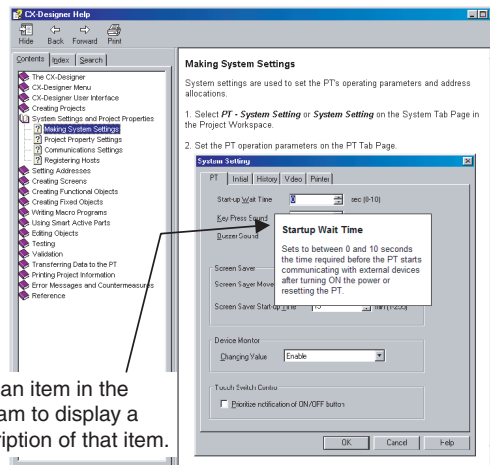 CX-Designer Help
Hide Back Forward Print
Contents Index Search
The CX-Designer
CX-Designer Menu
CX-Designer User Interface
Creating Projects
System Settings and Project Properties
Making System Settings
Project Property Settings
Communications Settings
Registering Hosts
Setting Addresses
Creating Screens
Creating Functional Objects
Creating Fixed Objects
Writing Macro Programs
Using Smart Active Parts
Editing Objects
Testing
Validation
Transferring Data to the PT
Printing Project Information
Error Messages and Countermeasures
Reference
an item in the
am to display a
iption of that item.
Making System Settings
System settings are used to set the PT's operating parameters and address
allocations.
1. Select PT - System Setting or System Setting on the System Tab Page in
the Project Workspace.
2. Set the PT operation parameters on the PT Tab Page.
System Setting
PT Initial History Video Printer
Start-up Wait Time 0 sec (0-10)
Key Press Sound
Buzzer Sound
Startup Wait Time
Sets to between 0 and 10 seconds
the time required before the PT starts
communicating with external devices
after turning ON the power or
resetting the PT.
Screen Saver
Screen Saver Move
Screen Saver Start-up Time
Device Monitor
Changing Value Enable
Touch Switch Control
Prioritize notification of ON/OFF button
OK Cancel Help